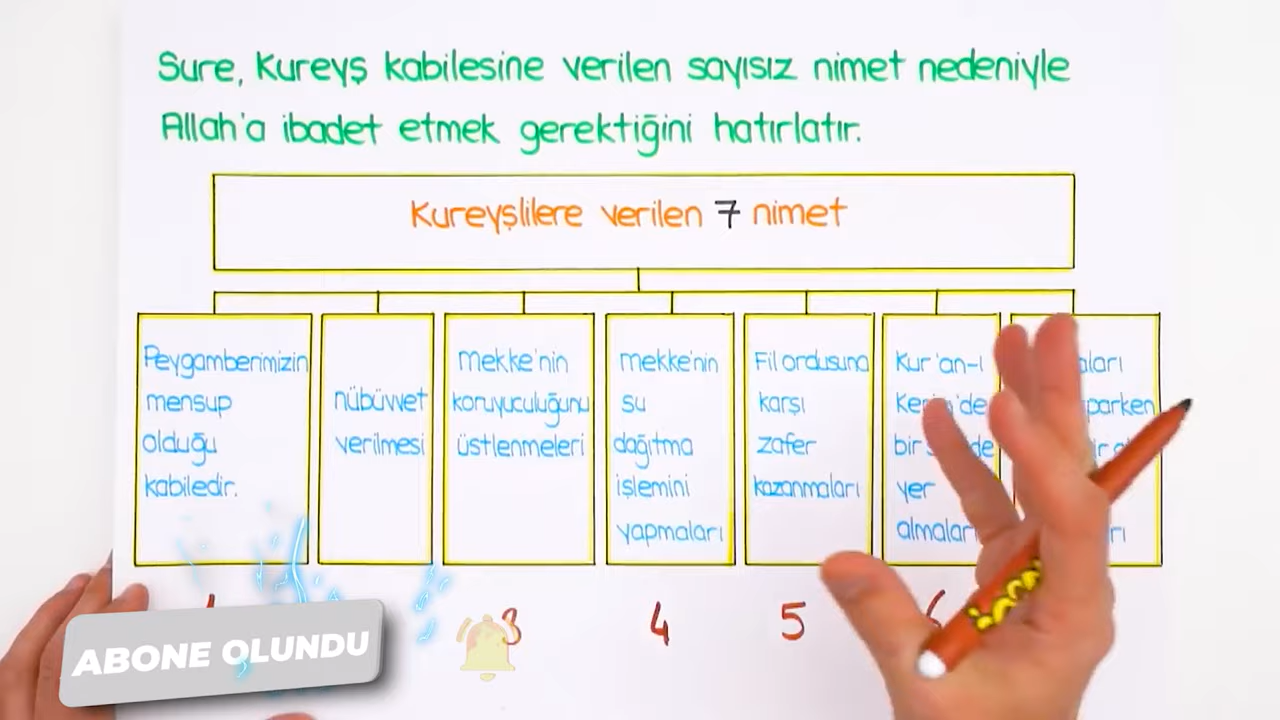 Sure, Kureyş kabilesine verilen sayısız nimet nedeniyle
Allah'a ibadet etmek gerektiğini hatırlatır.
Kureyşlilere verilen 7 nimet
Peygamberimizin
mensup
olduğu
kabiledir.
nübüvvet
verilmesi
mekke'nin
koruyuculuğunu
üstlenmeleri
mekke'nin
su
dağıtma
işlemini
yapmaları
Fil ordusuna
karşı
zafer
kazanmaları
Kur'an-ı
bir
yer
3
4
5
ABONE OLUNDU